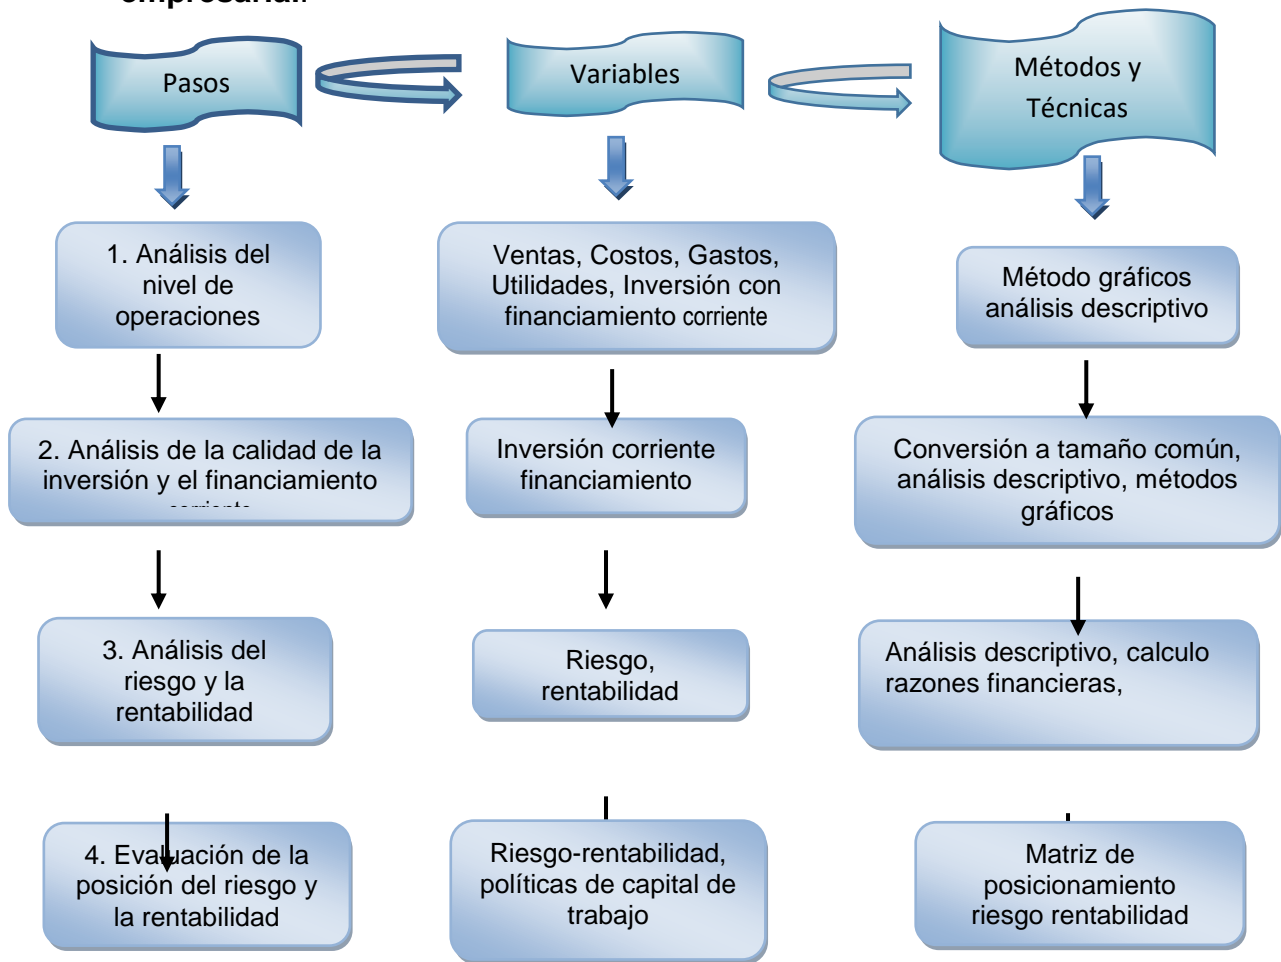 Pasos
Variables
Métodos y
Técnicas
1. Análisis del
nivel de
operaciones
Ventas, Costos, Gastos,
Utilidades, Inversión con
financiamiento corriente
Método gráficos
análisis descriptivo
2. Análisis de la calidad de la
inversión y el financiamiento
Inversión corriente
financiamiento
Conversión a tamaño común,
análisis descriptivo, métodos
gráficos
3. Análisis del
riesgo y la
rentabilidad
Riesgo,
rentabilidad
Análisis descriptivo, calculo
razones financieras,
4. Evaluación de la
posición del riesgo y
la rentabilidad
Riesgo-rentabilidad,
políticas de capital de
trabajo
Matriz de
posicionamiento
riesgo rentabilidad